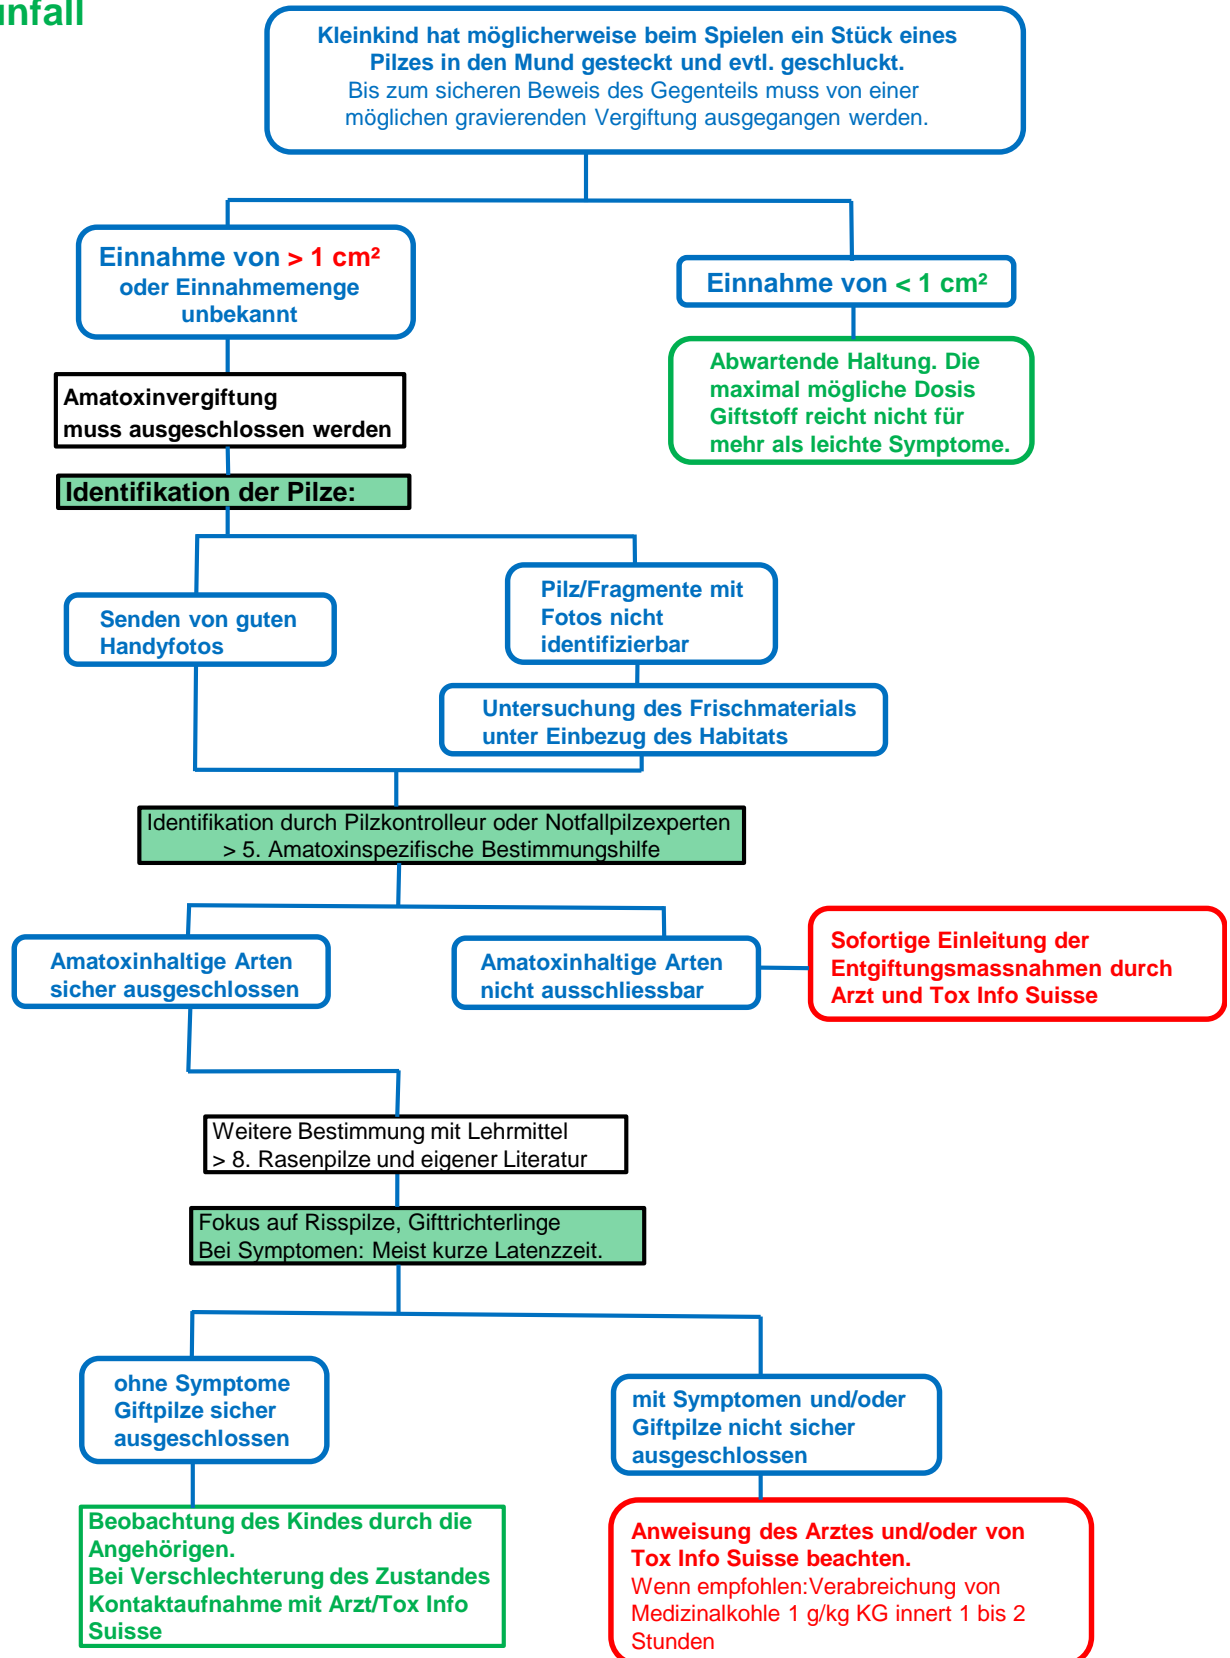 unfall
Kleinkind hat möglicherweise beim Spielen ein Stück eines
Pilzes in den Mund gesteckt und evtl. geschluckt.
Bis zum sicheren Beweis des Gegenteils muss von einer
möglichen gravierenden Vergiftung ausgegangen werden.
Einnahme von > 1 cm²
oder Einnahmemenge
unbekannt
Einnahme von < 1 cm²
Abwartende Haltung. Die
maximal mögliche Dosis
Giftstoff reicht nicht für
mehr als leichte Symptome.
Amatoxinvergiftung
muss ausgeschlossen werden
Identifikation der Pilze:
Senden von guten
Handyfotos
Pilz/Fragmente mit
Fotos nicht
identifizierbar
Untersuchung des Frischmaterials
unter Einbezug des Habitats
Identifikation durch Pilzkontrolleur oder Notfallpilzexperten
> 5. Amatoxinspezifische Bestimmungshilfe
Amatoxinhaltige Arten
sicher ausgeschlossen
Amatoxinhaltige Arten
nicht ausschliessbar
Sofortige Einleitung der
Entgiftungsmassnahmen durch
Arzt und Tox Info Suisse
Weitere Bestimmung mit Lehrmittel
> 8. Rasenpilze und eigener Literatur
Fokus auf Risspilze, Gifttrichterlinge
Bei Symptomen: Meist kurze Latenzzeit.
ohne Symptome
Giftpilze sicher
ausgeschlossen
mit Symptomen und/oder
Giftpilze nicht sicher
ausgeschlossen
Beobachtung des Kindes durch die
Angehörigen.
Bei Verschlechterung des Zustandes
Kontaktaufnahme mit Arzt/Tox Info
Suisse
Anweisung des Arztes und/oder von
Tox Info Suisse beachten.
Wenn empfohlen:Verabreichung von
Medizinalkohle 1 g/kg KG innert 1 bis 2
Stunden